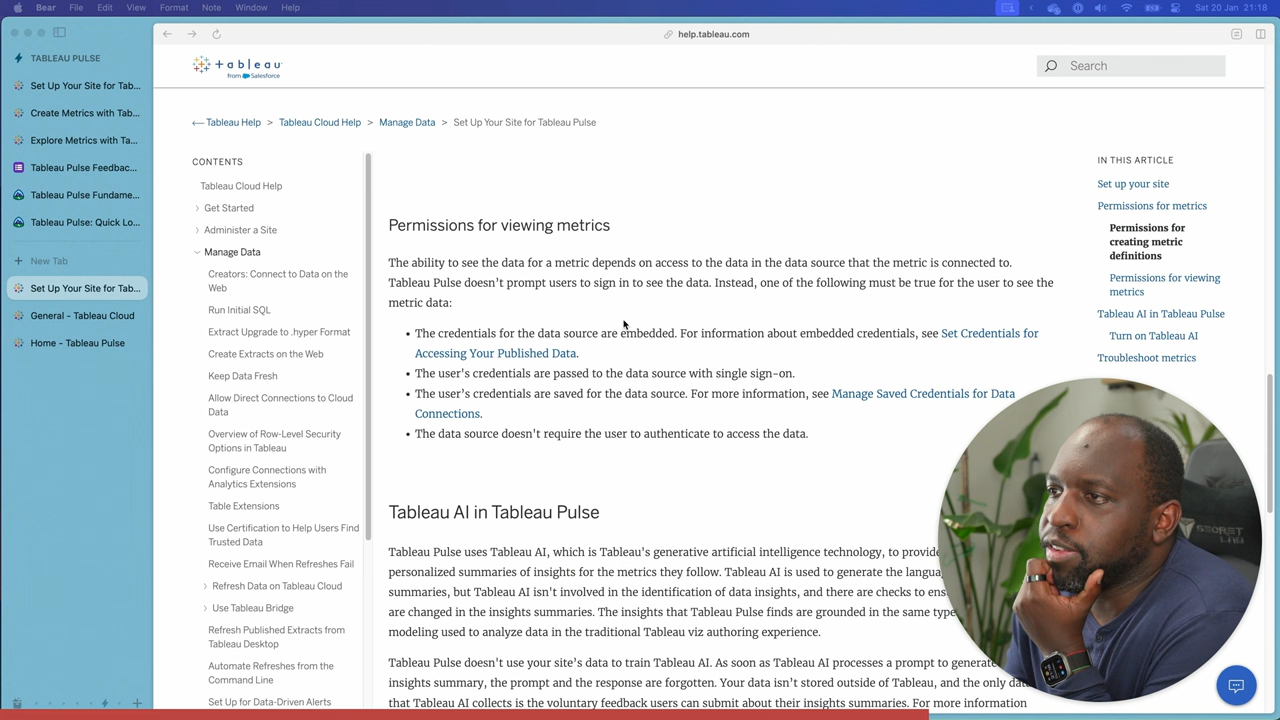 Bear File Edit Format Note Window Help
Sat 20 Jan 21:18
help.tableau.com
TABLEAU PULSE
Set Up Your Site for Tab...
Create Metrics with Tab...
Explore Metrics with Ta...
Tableau Pulse Feedbac...
Tableau Pulse Fundame...
Tableau Pulse: Quick Lo...
New Tab
Set Up Your Site for Tab...
General - Tableau Cloud
Home - Tableau Pulse
+ a b l e a u
from Salesforce
Search
Tableau Help > Tableau Cloud Help > Manage Data > Set Up Your Site for Tableau Pulse
CONTENTS
Tableau Cloud Help
Get Started
Administer a Site
Manage Data
Creators: Connect to Data on the
Web
Run Initial SQL
Extract Upgrade to .hyper Format
Create Extracts on the Web
Keep Data Fresh
Allow Direct Connections to Cloud
Data
Overview of Row-Level Security
Options in Tableau
Configure Connections with
Analytics Extensions
Table Extensions
Use Certification to Help Users Find
Trusted Data
Receive Email When Refreshes Fail
Refresh Data on Tableau Cloud
Use Tableau Bridge
Refresh Published Extracts from
Tableau Desktop
Automate Refreshes from the
Command Line
Set Up for Data-Driven Alerts
Permissions for viewing metrics
The ability to see the data for a metric depends on access to the data in the data source that the metric is connected to.
Tableau Pulse doesn't prompt users to sign in to see the data. Instead, one of the following must be true for the user to see the
metric data:
• The credentials for the data source are embedded. For information about embedded credentials, see Set Credentials for
Accessing Your Published Data.
• The user's credentials are passed to the data source with single sign-on.
• The user's credentials are saved for the data source. For more information, see Manage Saved Credentials for Data
Connections.
• The data source doesn't require the user to authenticate to access the data.
Tableau AI in Tableau Pulse
Tableau Pulse uses Tableau AI, which is Tableau's generative artificial intelligence technology, to provide
personalized summaries of insights for the metrics they follow. Tableau AI is used to generate the
summaries, but Tableau AI isn't involved in the identification of data insights, and there are checks to
are changed in the insights summaries. The insights that Tableau Pulse finds are grounded in the same type
modeling used to analyze data in the traditional Tableau viz authoring experience.
Tableau Pulse doesn't use your site's data to train Tableau AI. As soon as Tableau AI processes a prompt to
insights summary, the prompt and the response are forgotten. Your data isn't stored outside of Tableau, and the only
that Tableau AI collects is the voluntary feedback users can submit about their insights summaries. For more information
IN THIS ARTICLE
Set up your site
Permissions for metrics
Permissions for
creating metric
definitions
Permissions for viewing
metrics
Tableau AI in Tableau Pulse
Turn on Tableau AI
Troubleshoot metrics